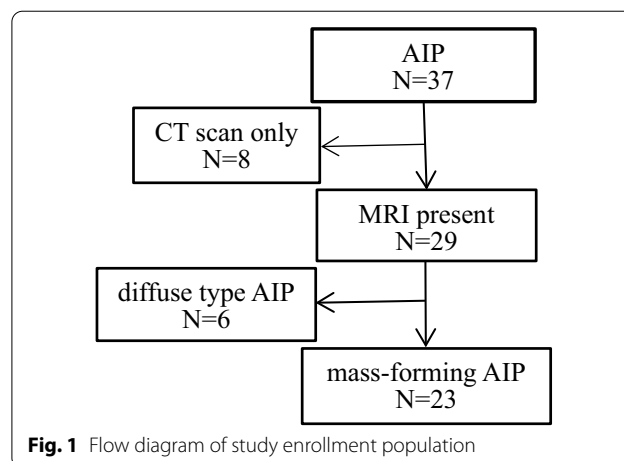 AIP
N=37
CT scan only
N=8
MRI present
N=29
diffuse type AIP
N=6
mass-forming AIP
N=23
Fig. 1 Flow diagram of study enrollment population